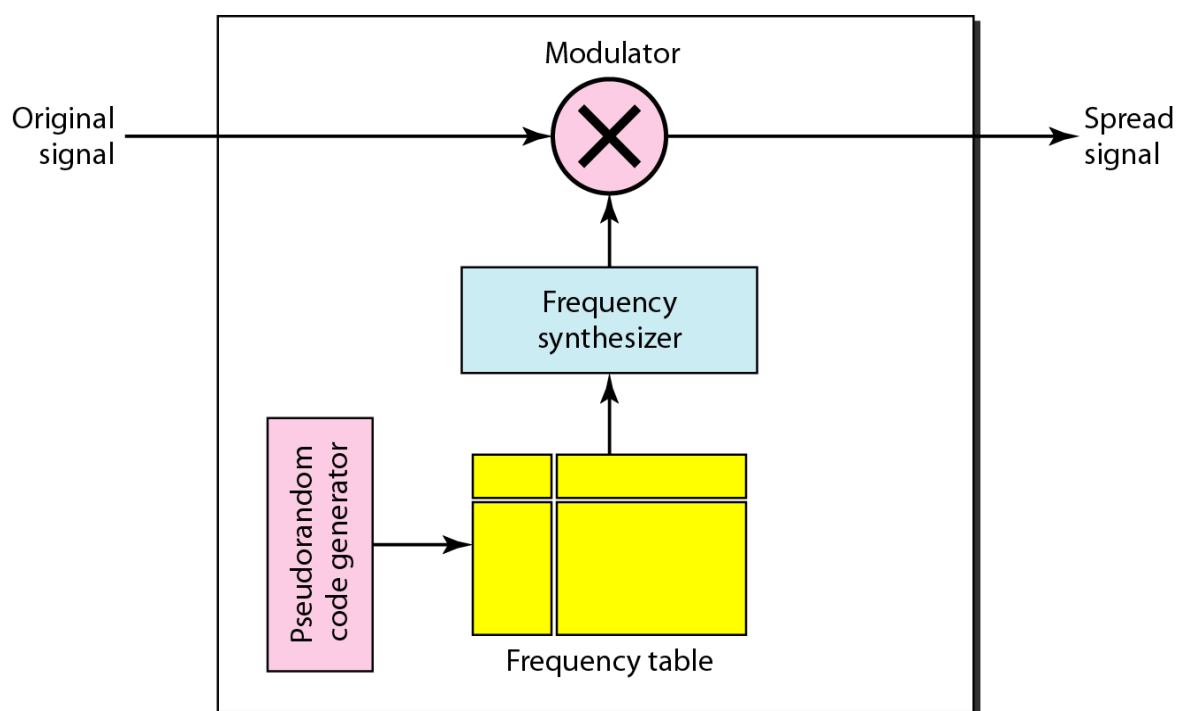 Modulator
Original
signal
Spread
signal
Frequency
synthesizer
Pseudorandom
code generator
Frequency table